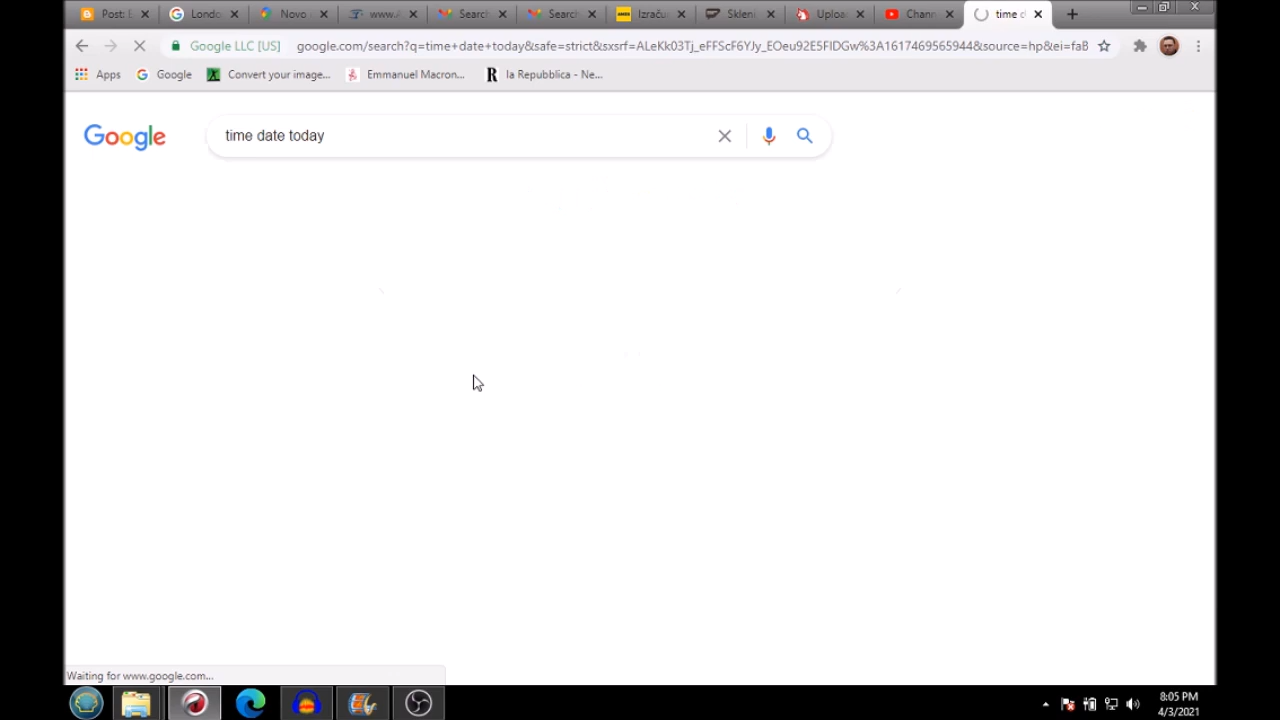 Post: E
Londo
Novo
www.A
Search
Search
Izraču
Sklen
Uploa
Chann
time d
Google LLC [US] google.com/search?q=time+date+today&safe=strict&sxsrf=ALeKk03Tj_eFFScF6YJy_EOeu92E5FlDGw%3A1617469565944&source=hp&ei=faB
Apps Google Convert your image... Emmanuel Macron... la Repubblica - Ne...
Google time date today
Waiting for www.google.com...
8:05 PM
4/3/2021